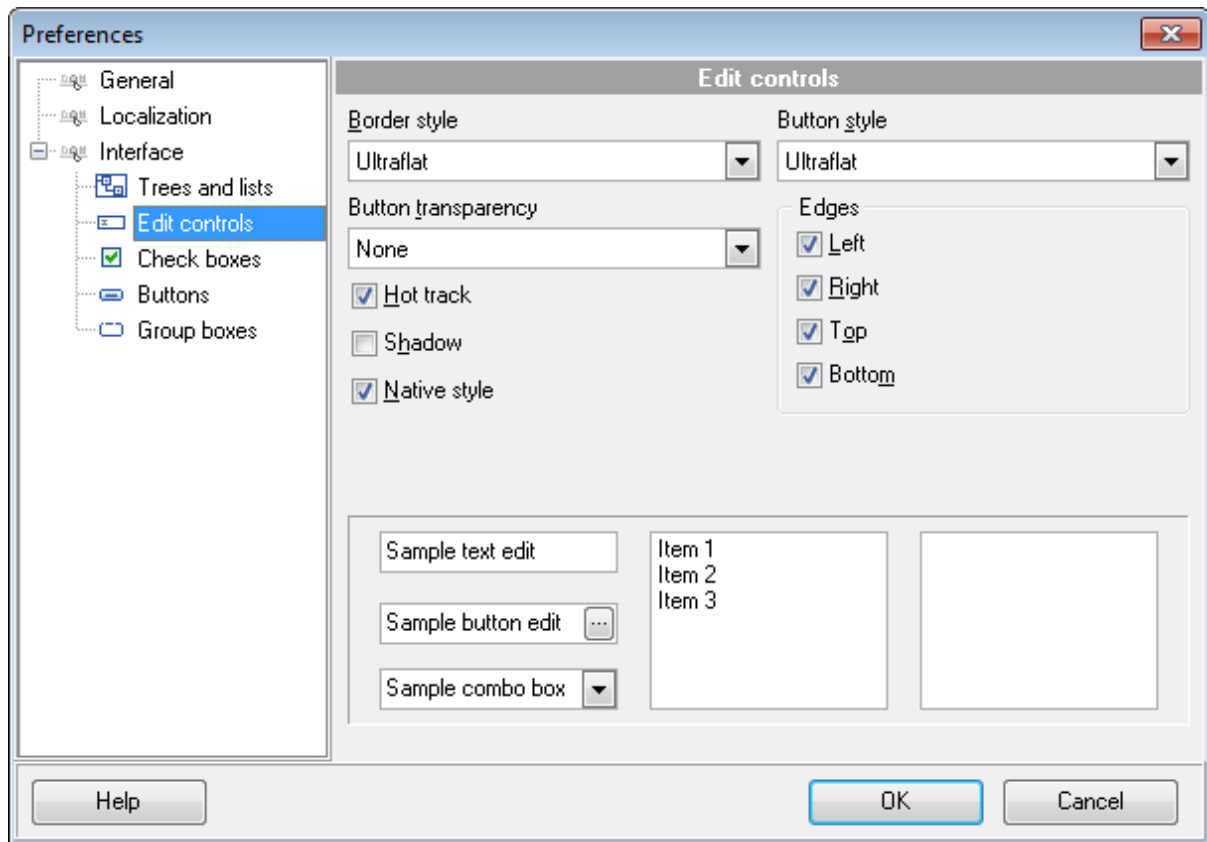 Preferences
General
Localization
Interface
Trees and lists
Edit controls
Check boxes
Buttons
Group boxes
Edit controls
Border style
Ultraflat
Button style
Ultraflat
Button transparency
None
Hot track
Shadow
Native style
Edges
Left
Right
Top
Bottom
Sample text edit
Sample button edit ...
Sample combo box
Item 1
Item 2
Item 3
Help
OK
Cancel